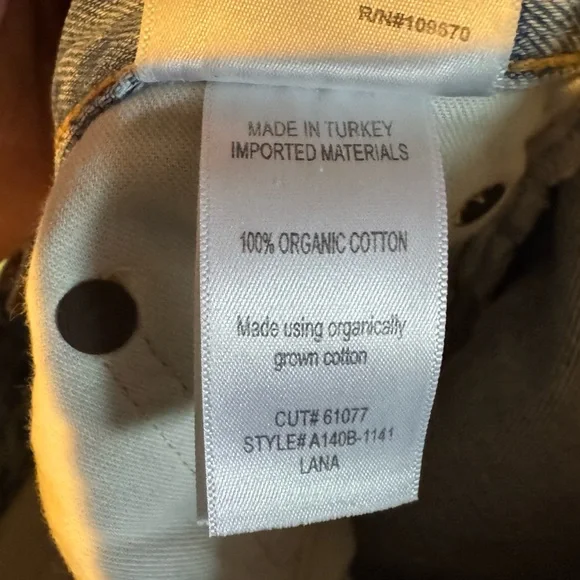 R/N#109670
MADE IN TURKEY
IMPORTED MATERIALS
100% ORGANIC COTTON
Made using organically
grown cotton
CUT# 61077
STYLE# A140B-1141
LANA